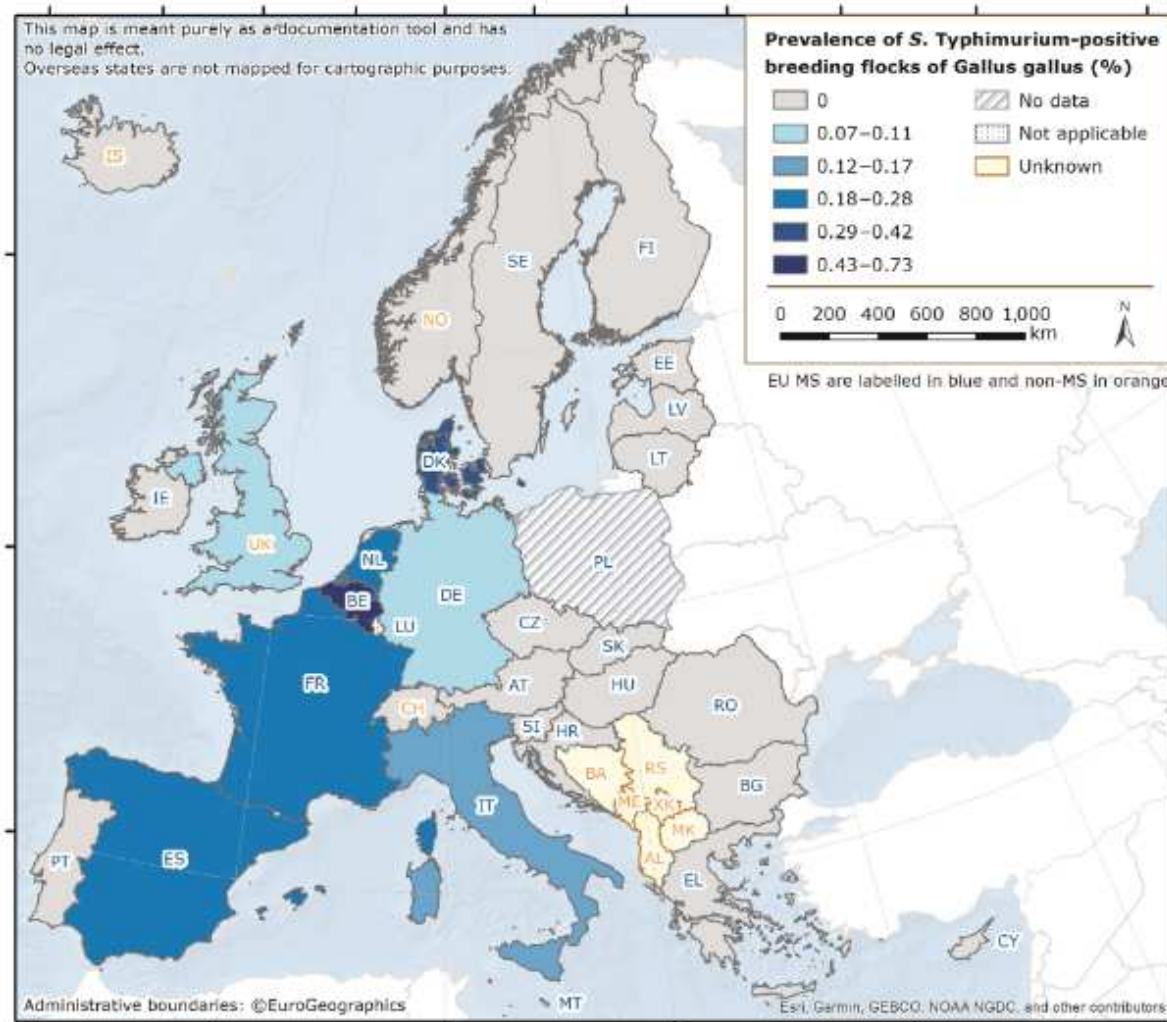 This map is meant purely as a documentation tool and has
no legal effect.
Overseas states are not mapped for cartographic purposes.
Prevalence of S. Typhimurium-positive
breeding flocks of Gallus gallus (%)
0
0.07–0.11
0.12–0.17
0.18–0.28
0.29–0.42
0.43–0.73
No data
Not applicable
Unknown
0 200 400 600 800 1,000
km
N
EU MS are labelled in blue and non-MS in orange
IS
FI
SE
NO
EE
LV
DK
LT
IE
UK
NL
PL
BE
DE
LU
CZ
SK
FR
AT
HU
CH
RO
SI
HR
BA
RS
BG
IT
ME
XK
MK
PT
ES
AL
EL
CY
MT
Administrative boundaries: ©EuroGeographics
Esri, Garmin, GEBCO, NOAA NGDC, and other contributors